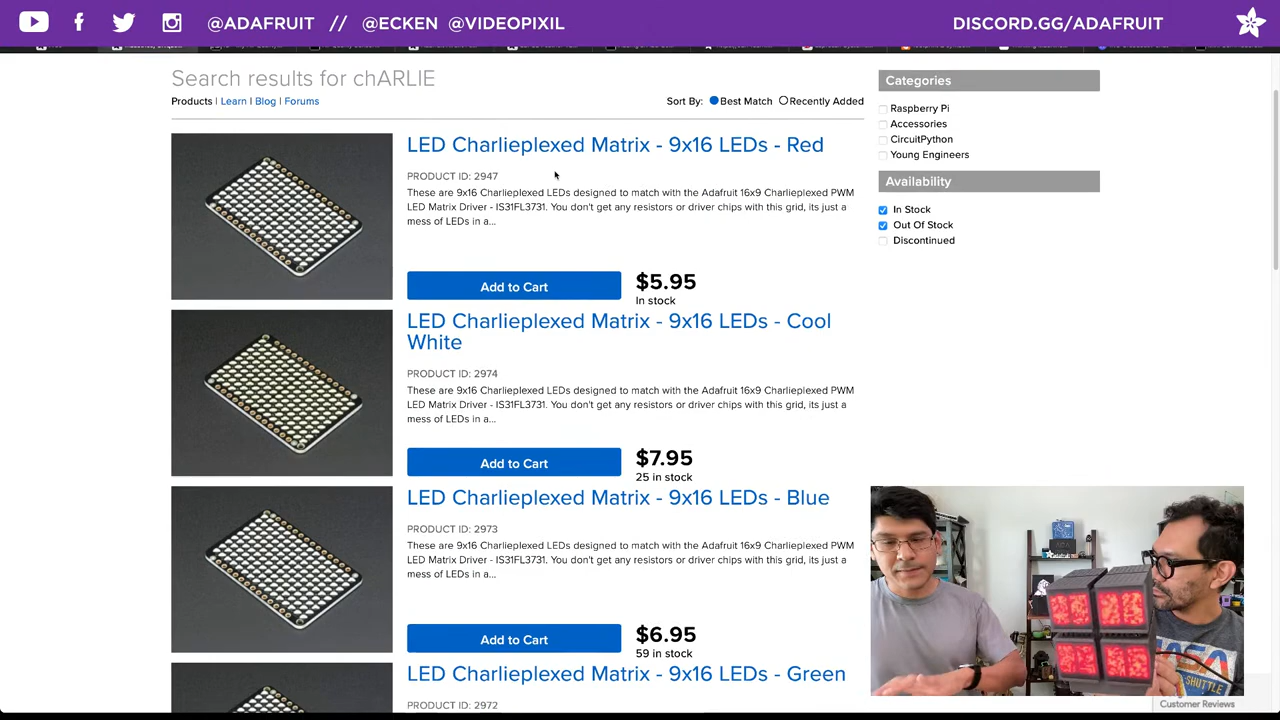 @ADAFRUIT // @ECKEN @VIDEOPIXIL
DISCORD.GG/ADAFRUIT
Search results for chARLIE
Products | Learn | Blog | Forums
Sort By: Best Match Recently Added
LED Charlieplexed Matrix - 9x16 LEDs - Red
PRODUCT ID: 2947
These are 9x16 Charlieplexed LEDs designed to match with the Adafruit 16x9 Charlieplexed PWM
LED Matrix Driver - IS31FL3731. You don't get any resistors or driver chips with this grid, its just a
mess of LEDs in a...
Add to Cart
$5.95
In stock
LED Charlieplexed Matrix - 9x16 LEDs - Cool
White
PRODUCT ID: 2974
These are 9x16 Charlieplexed LEDs designed to match with the Adafruit 16x9 Charlieplexed PWM
LED Matrix Driver - IS31FL3731. You don't get any resistors or driver chips with this grid, its just a
mess of LEDs in a...
Add to Cart
$7.95
25 in stock
LED Charlieplexed Matrix - 9x16 LEDs - Blue
PRODUCT ID: 2973
These are 9x16 Charlieplexed LEDs designed to match with the Adafruit 16x9 Charlieplexed PWM
LED Matrix Driver - IS31FL3731. You don't get any resistors or driver chips with this grid, its just a
mess of LEDs in a...
Add to Cart
$6.95
59 in stock
LED Charlieplexed Matrix - 9x16 LEDs - Green
PRODUCT ID: 2972
Categories
Raspberry Pi
Accessories
CircuitPython
Young Engineers
Availability
In Stock
Out Of Stock
Discontinued
SHUTTLE
Customer Reviews